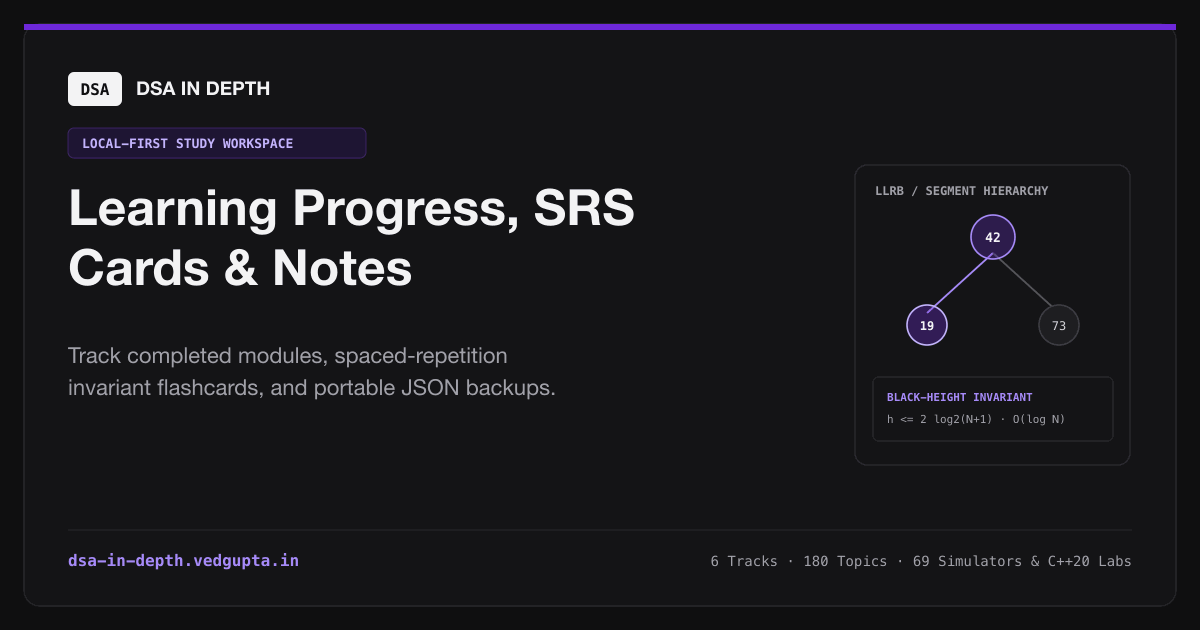 DSA DSA IN DEPTH
LOCAL-FIRST STUDY WORKSPACE
Learning Progress, SRS
Cards & Notes
Track completed modules, spaced-repetition
invariant flashcards, and portable JSON backups.
LLRB / SEGMENT HIERARCHY
42
19 73
BLACK-HEIGHT INVARIANT
h <= 2 log2(N+1) · O(log N)
dsa-in-depth.vedgupta.in
6 Tracks · 180 Topics · 69 Simulators & C++20 Labs